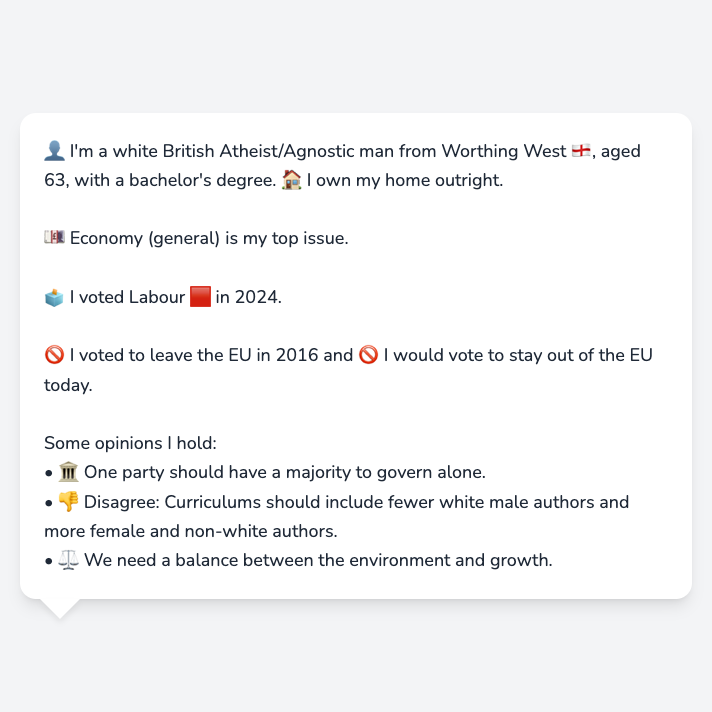 👤 I'm a white British Atheist/Agnostic man from Worthing West 🏴󠁧󠁢󠁥󠁮󠁧󠁿, aged
63, with a bachelor's degree. 🏠 I own my home outright.
💷 Economy (general) is my top issue.
🗳️ I voted Labour 🟥 in 2024.
🚫 I voted to leave the EU in 2016 and 🚫 I would vote to stay out of the EU
today.
Some opinions I hold:
• 🏛️ One party should have a majority to govern alone.
• 👎 Disagree: Curriculums should include fewer white male authors and
more female and non-white authors.
• ⚖️ We need a balance between the environment and growth.